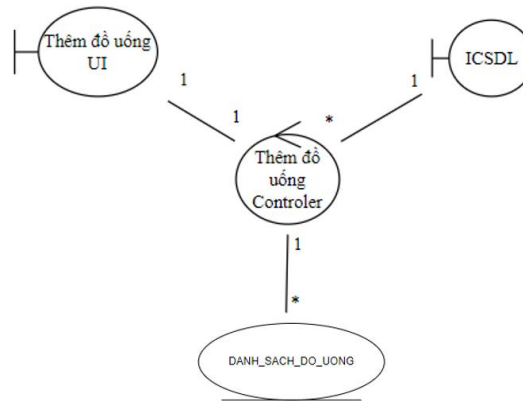 Thêm đồ uống
UI
ICSDL
1
1
1
*
Thêm đồ
uống
Controler
1
*
DANH_SACH_DO_UONG